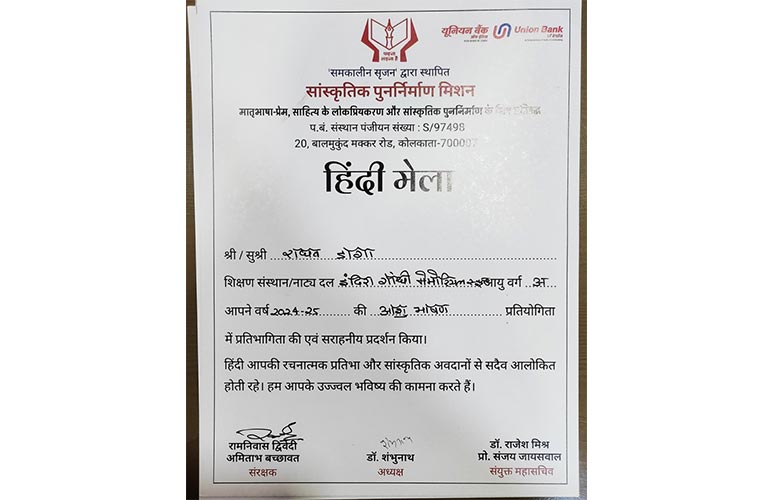 यूनियन बैंक Union Bank
of India
'समकालीन सृजन' द्वारा स्थापित
सांस्कृतिक पुनर्निर्माण मिशन
मातृभाषा-प्रेम, साहित्य के लोकप्रियकरण और सांस्कृतिक पुनर्निर्माण के
प.बं. संस्थान पंजीयन संख्या : S/97498
20, बालमुकुंद मक्कर रोड, कोलकाता-700007
हिंदी मेला
श्री / सुश्री राघव
शिक्षण संस्थान/नाट्य दल इंदिरा गांधी मेमोरियल आयु वर्ग अ
आपने वर्ष 2024-25 की आशु भाषण प्रतियोगिता
में प्रतिभागिता की एवं सराहनीय प्रदर्शन किया।
हिंदी आपकी रचनात्मक प्रतिभा और सांस्कृतिक अवदानों से सदैव आलोकित
होती रहे। हम आपके उज्ज्वल भविष्य की कामना करते हैं।
रामनिवास द्विवेदी
अमिताभ बच्छावत
संरक्षक
डॉ. शंभुनाथ
अध्यक्ष
डॉ. राजेश मिश्र
प्रो. संजय जायसवाल
संयुक्त महासचिव